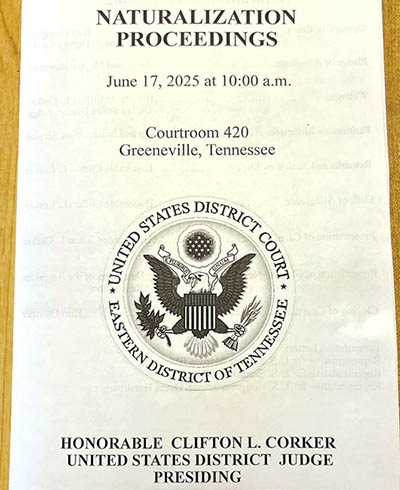 NATURALIZATION
PROCEEDINGS
June 17, 2025 at 10:00 a.m.
Courtroom 420
Greeneville, Tennessee
UNITED STATES DISTRICT COURT
EASTERN DISTRICT OF TENNESSEE
HONORABLE CLIFTON L. CORKER
UNITED STATES DISTRICT JUDGE
PRESIDING